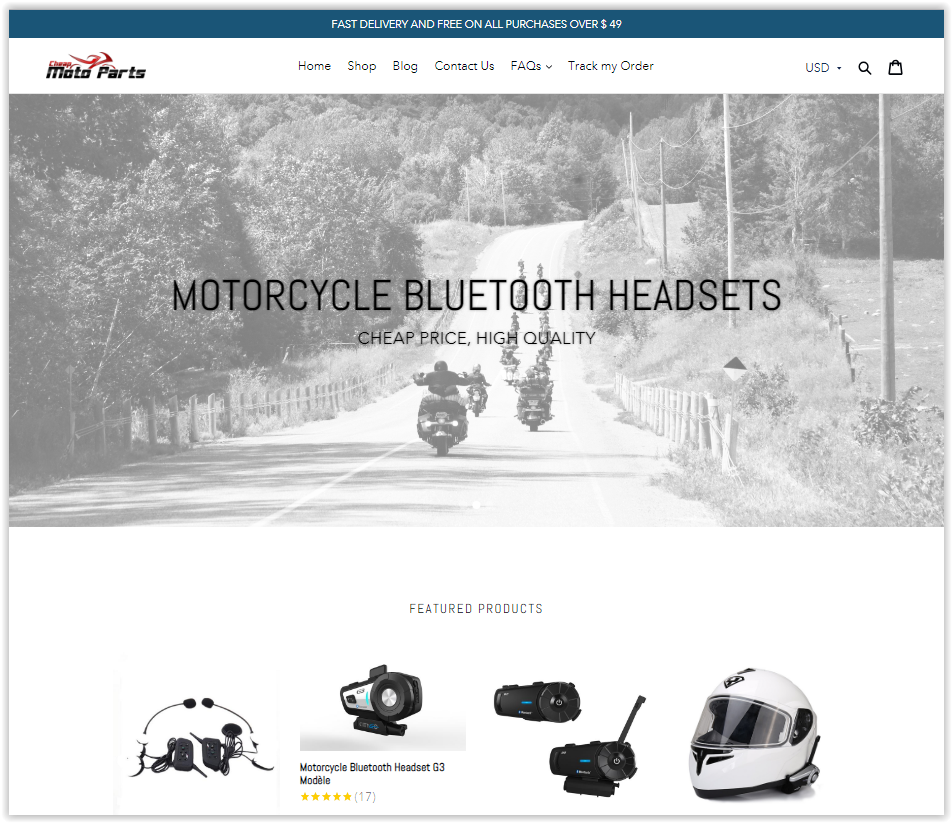 FAST DELIVERY AND FREE ON ALL PURCHASES OVER $ 49
Cheap
Moto Parts
Home Shop Blog Contact Us FAQs Track my Order
USD
MOTORCYCLE BLUETOOTH HEADSETS
CHEAP PRICE, HIGH QUALITY
FEATURED PRODUCTS
Motorcycle Bluetooth Headset G3
Modèle
(17)